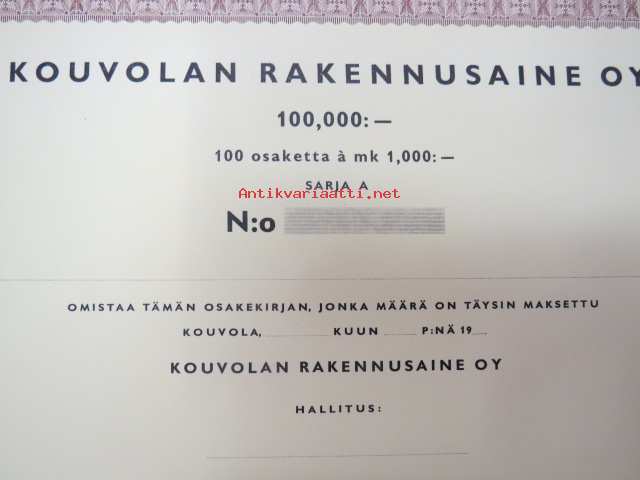 KOUVOLAN RAKENNUSAINE OY
100,000:—
100 osaketta à mk 1,000:—
SARJA A
Antikvariaatti.net
N:o
OMISTAA TÄMÄN OSAKEKIRJAN, JONKA MÄÄRÄ ON TÄYSIN MAKSETTU
KOUVOLA, KUUN P:NÄ 19
KOUVOLAN RAKENNUSAINE OY
HALLITUS: